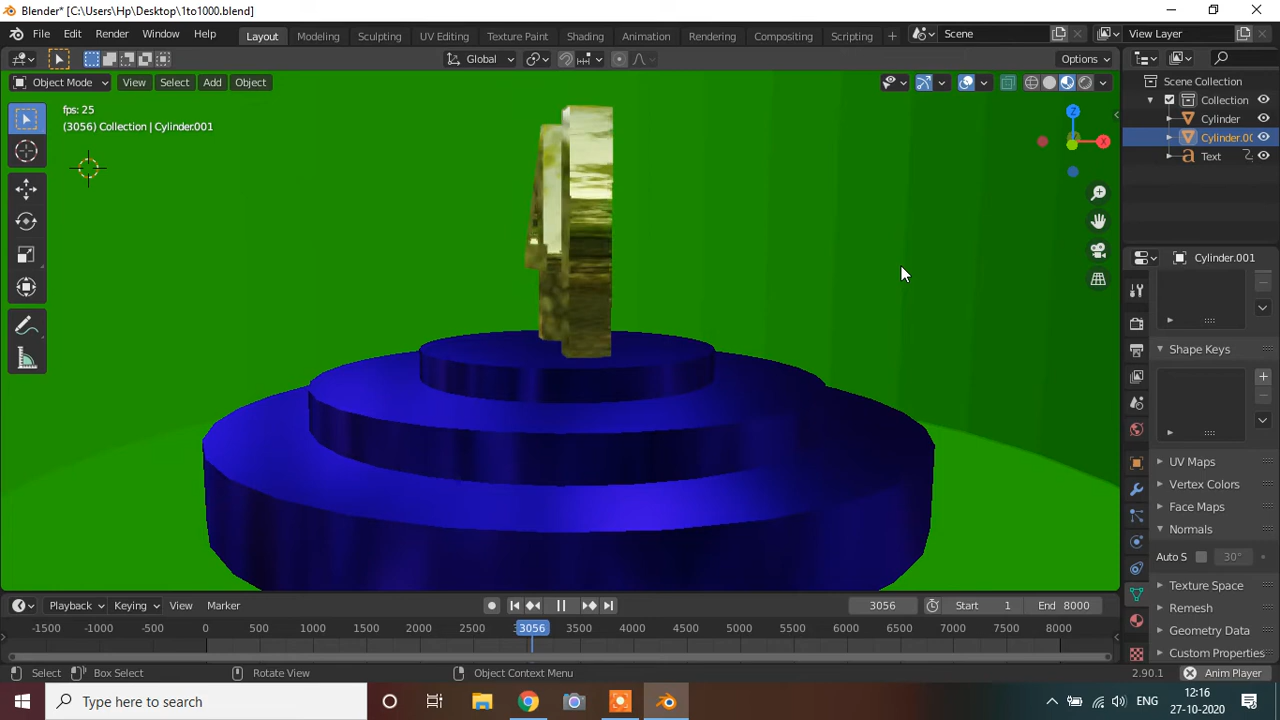 Blender* [C:\Users\Hp\Desktop\1to1000.blend]
File Edit Render Window Help Layout Modeling Sculpting UV Editing Texture Paint Shading Animation Rendering Compositing Scripting + Scene View Layer
Global Options
Object Mode View Select Add Object
fps: 25
(3056) Collection | Cylinder.001
Z
X
Scene Collection
Collection
Cylinder
Cylinder.00
Text
Cylinder.001
Shape Keys
UV Maps
Vertex Colors
Face Maps
Normals
Auto S 30°
Texture Space
Remesh
Geometry Data
Custom Properties
Playback Keying View Marker 3056 Start 1 End 8000
-1500 -1000 -500 0 500 1000 1500 2000 2500 3056 3500 4000 4500 5000 5500 6000 6500 7000 7500 8000
Select Box Select Rotate View Object Context Menu 2.90.1 Anim Player
Type here to search
ENG
12:16
27-10-2020